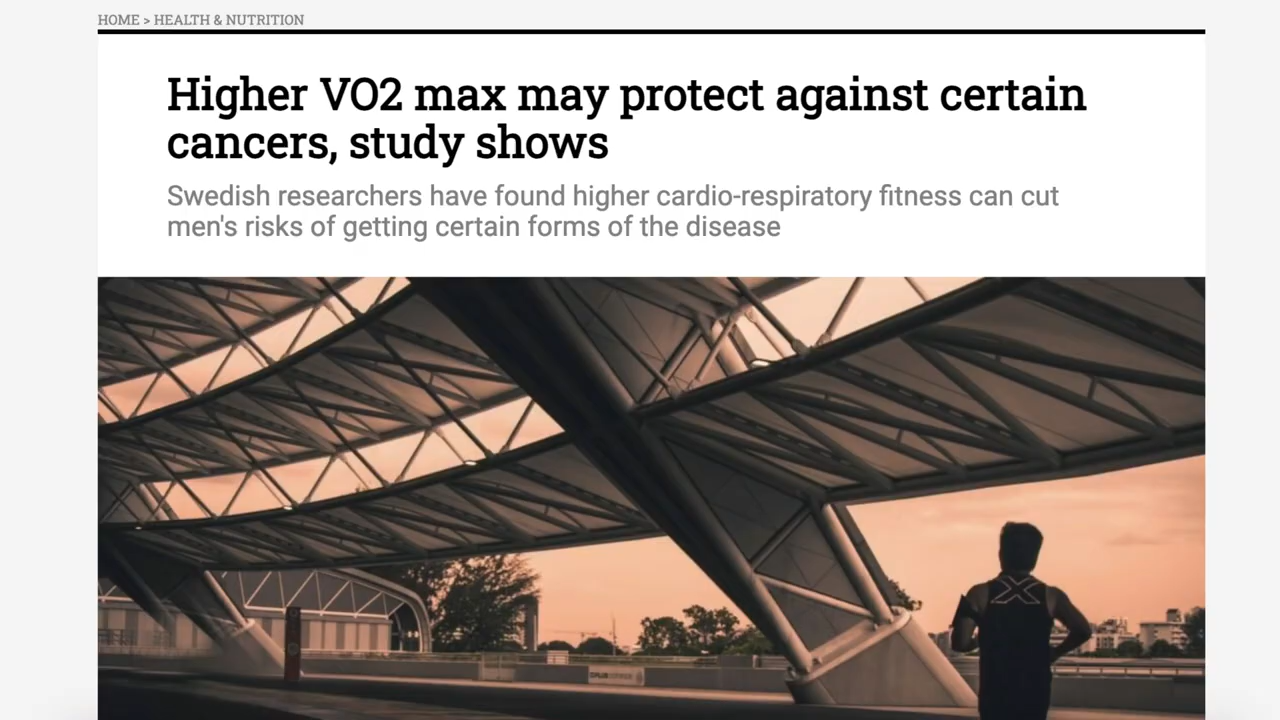 HOME > HEALTH & NUTRITION
Higher VO2 max may protect against certain
cancers, study shows
Swedish researchers have found higher cardio-respiratory fitness can cut
men's risks of getting certain forms of the disease